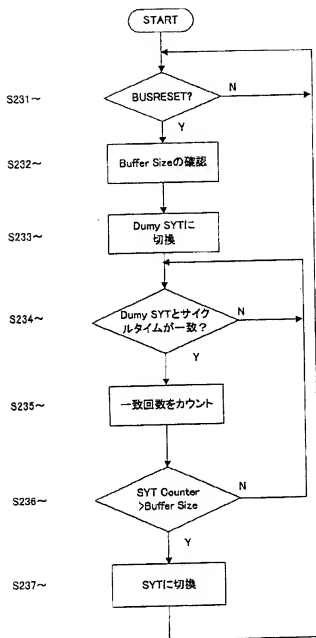 START
S231～
BUSRESET?
N
Y
S232～
Buffer Sizeの確認
S233～
Dumy SYTに
切換
S234～
Dumy SYTとサイク
ルタイムが一致？
N
Y
S235～
一致回数をカウント
S236～
SYT Counter
>Buffer Size
N
Y
S237～
SYTに切換